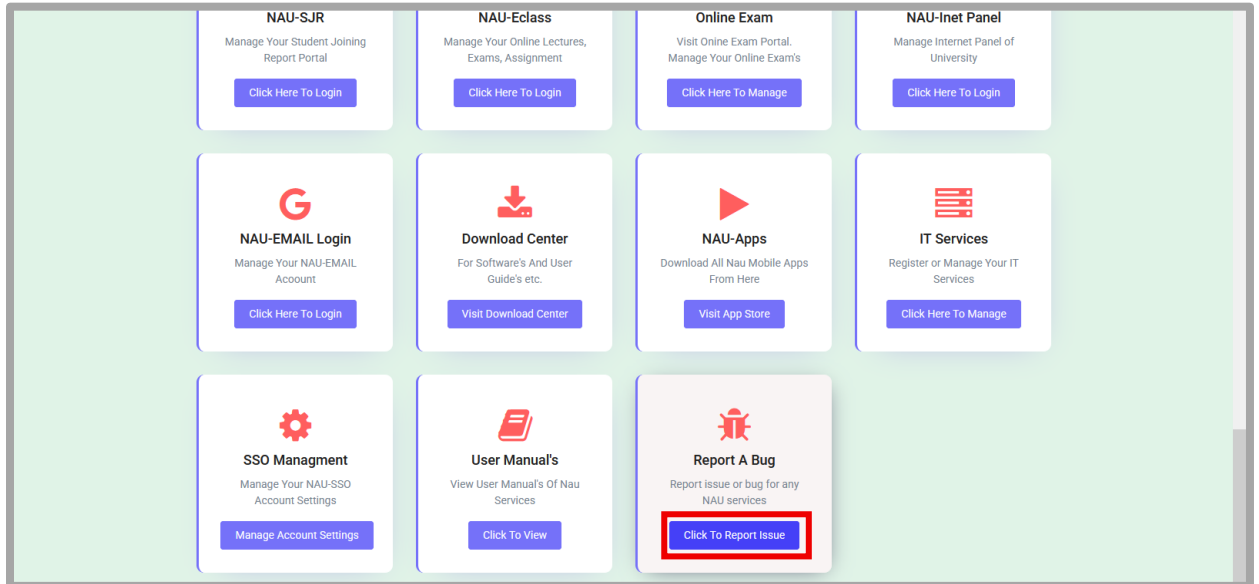 NAU-SJR
Manage Your Student Joining
Report Portal
Click Here To Login
NAU-Eclass
Manage Your Online Lectures,
Exams, Assignment
Click Here To Login
Online Exam
Visit Onine Exam Portal.
Manage Your Online Exam's
Click Here To Manage
NAU-Inet Panel
Manage Internet Panel of
University
Click Here To Login
NAU-EMAIL Login
Manage Your NAU-EMAIL
Acount
Click Here To Login
Download Center
For Software's And User
Guide's etc.
Visit Download Center
NAU-Apps
Download All Nau Mobile Apps
From Here
Visit App Store
IT Services
Register or Manage Your IT
Services
Click Here To Manage
SSO Managment
Manage Your NAU-SSO
Account Settings
Manage Account Settings
User Manual's
View User Manual's Of Nau
Services
Click To View
Report A Bug
Report issue or bug for any
NAU services
Click To Report Issue